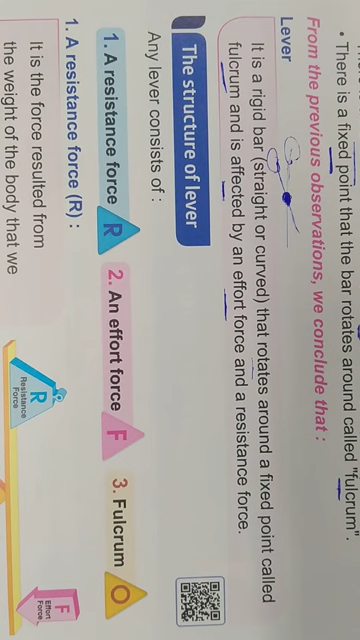 • There is a fixed point that the bar rotates around called "fulcrum".
From the previous observations, we conclude that :
Lever
It is a rigid bar (straight or curved) that rotates around a fixed point called
fulcrum and is affected by an effort force and a resistance force.
The structure of lever
Any lever consists of :
1. A resistance force R
2. An effort force F
3. Fulcrum O
1. A resistance force (R) :
It is the force resulted from
the weight of the body that we
R
Resistance
Force
F
Effort
Force